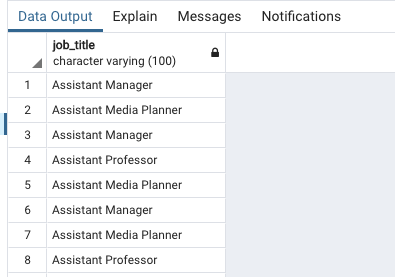 Data Output Explain Messages Notifications
job_title
character varying (100)
1 Assistant Manager
2 Assistant Media Planner
3 Assistant Manager
4 Assistant Professor
5 Assistant Media Planner
6 Assistant Manager
7 Assistant Media Planner
8 Assistant Professor